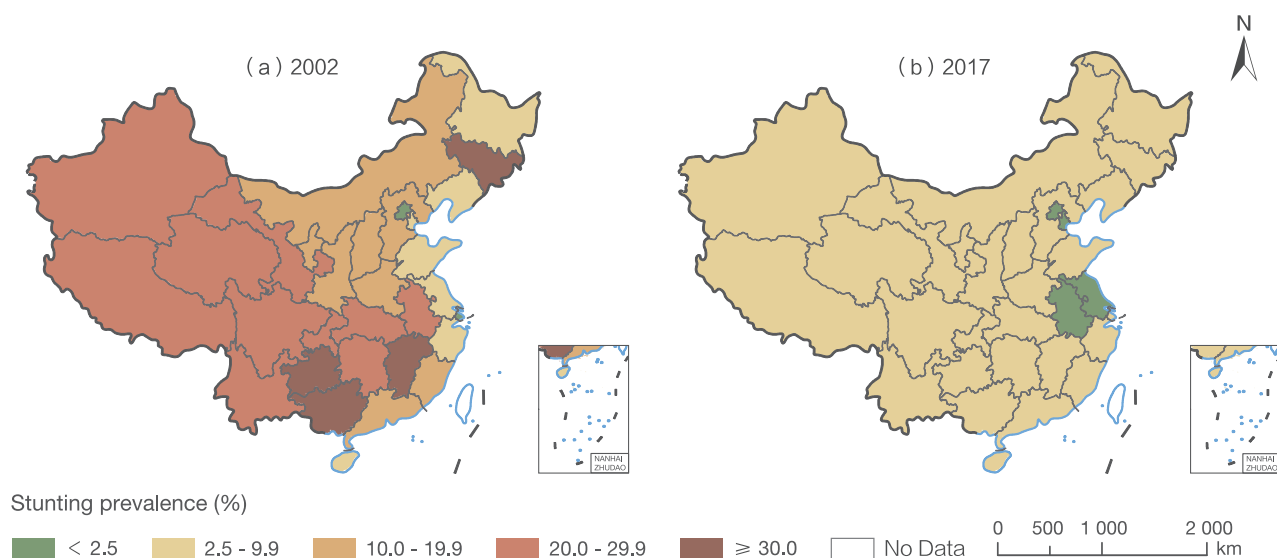 ( a ) 2002
( b ) 2017
N
NANHAI
ZHUDAO
NANHAI
ZHUDAO
Stunting prevalence (%)
< 2.5
2.5 - 9.9
10.0 - 19.9
20.0 - 29.9
≥ 30.0
No Data
0 500 1 000 2 000
km